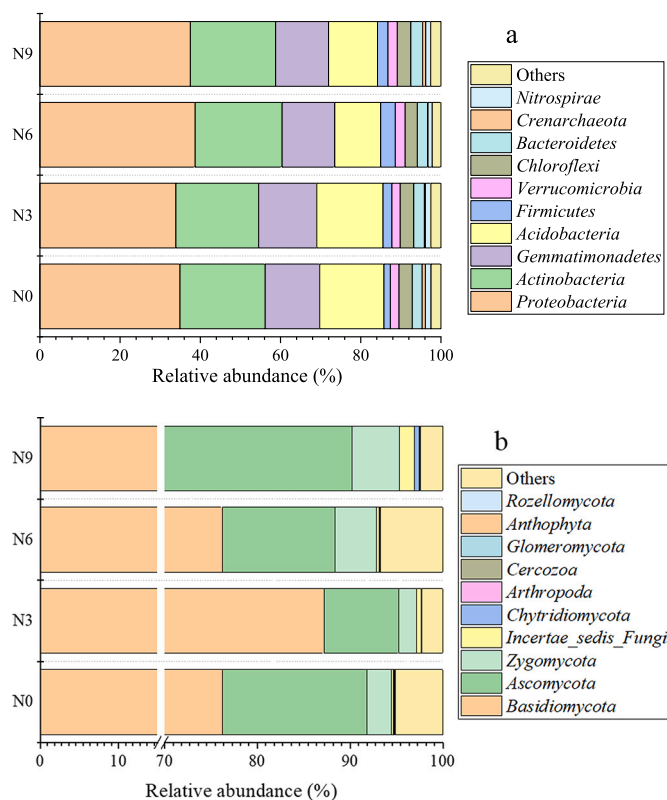 a
N9
N6
N3
N0
0 20 40 60 80 100
Relative abundance (%)
Others
Nitrospirae
Crenarchaeota
Bacteroidetes
Chloroflexi
Verrucomicrobia
Firmicutes
Acidobacteria
Gemmatimonadetes
Actinobacteria
Proteobacteria
b
N9
N6
N3
N0
0 10 70 80 90 100
Relative abundance (%)
Others
Rozellomycota
Anthophyta
Glomeromycota
Cercozoa
Arthropoda
Chytridiomycota
Incertae_sedis_Fungi
Zygomycota
Ascomycota
Basidiomycota